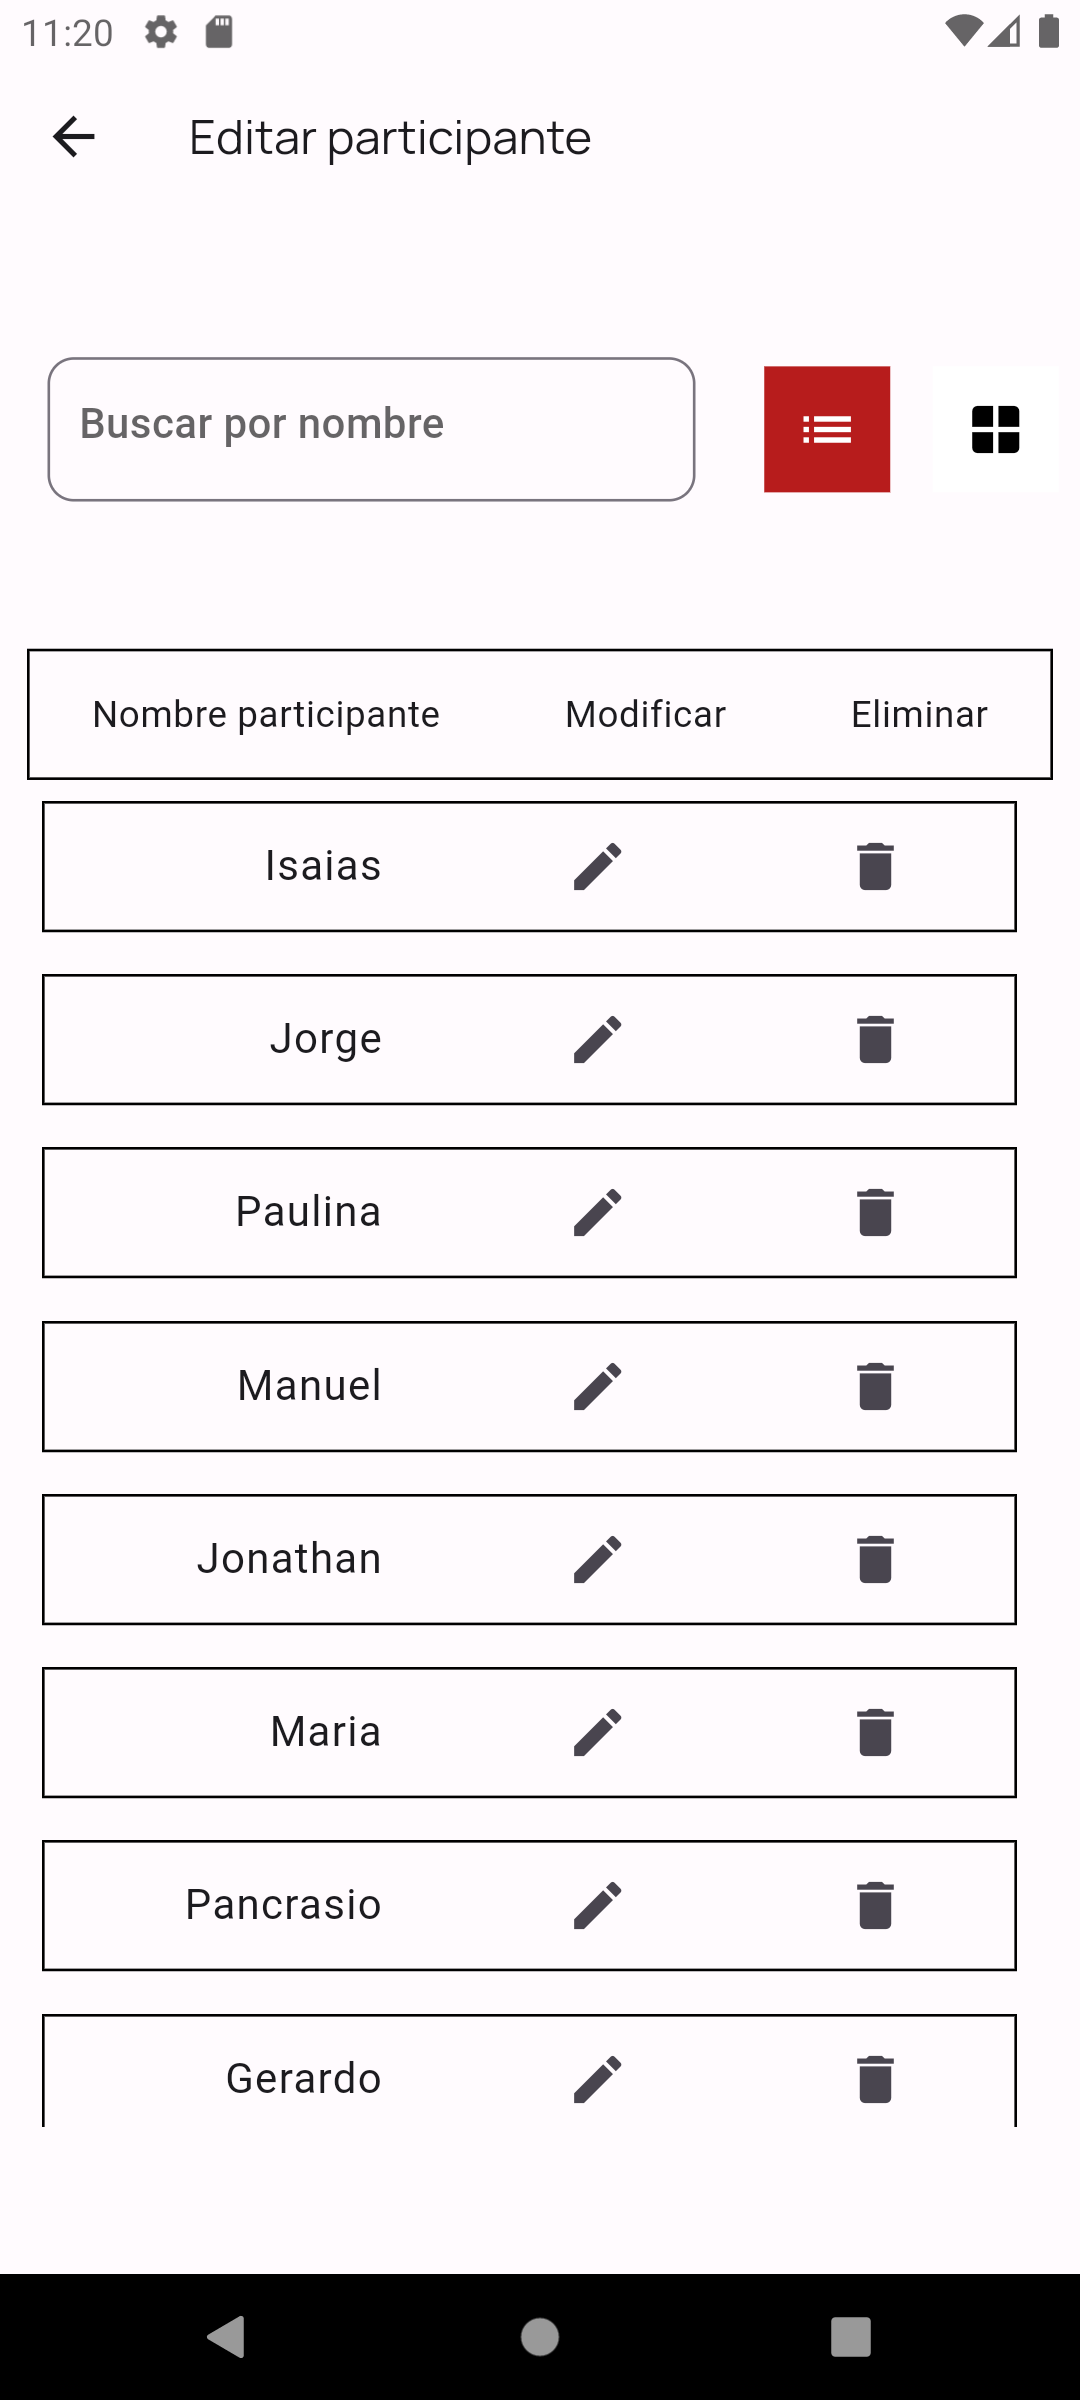 11:20
Editar participante
Buscar por nombre
Nombre participante Modificar Eliminar
Isaias
Jorge
Paulina
Manuel
Jonathan
Maria
Pancrasio
Gerardo